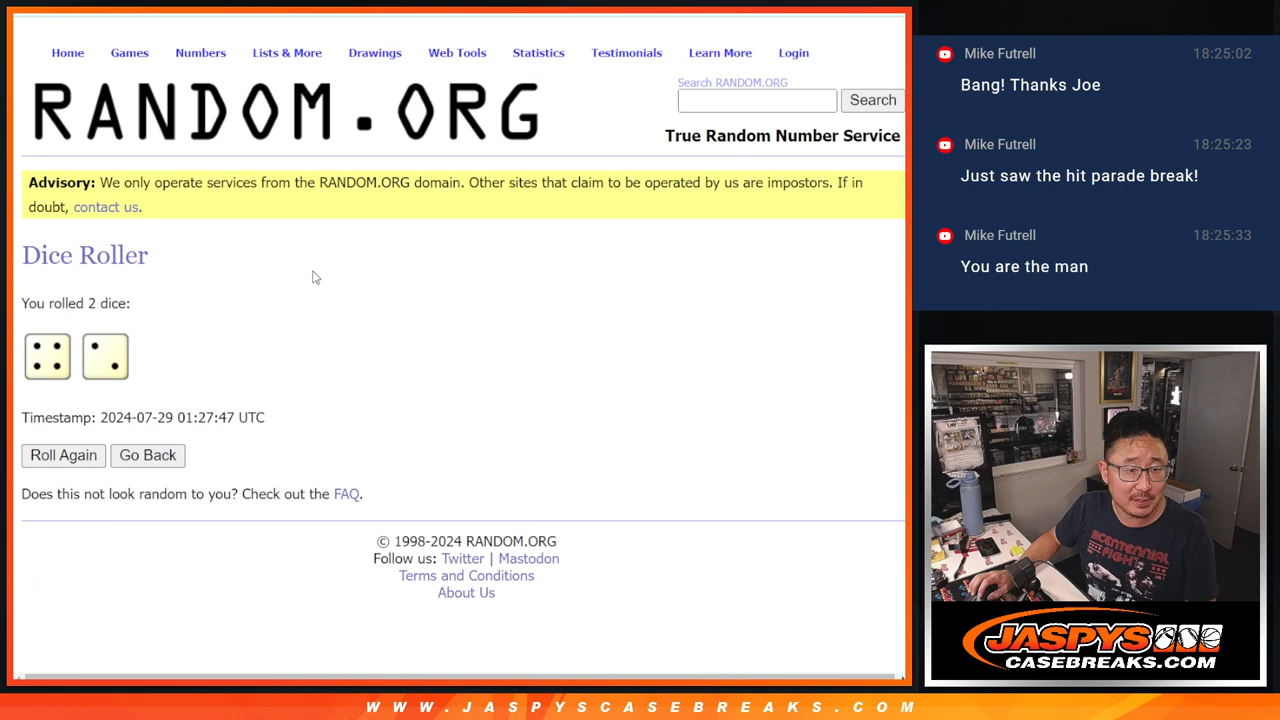 Home Games Numbers Lists & More Drawings Web Tools Statistics Testimonials Learn More Login
RANDOM.ORG
Search RANDOM.ORG
Search
True Random Number Service
Advisory: We only operate services from the RANDOM.ORG domain. Other sites that claim to be operated by us are impostors. If in
doubt, contact us.
Dice Roller
You rolled 2 dice:
Timestamp: 2024-07-29 01:27:47 UTC
Roll Again Go Back
Does this not look random to you? Check out the FAQ.
© 1998-2024 RANDOM.ORG
Follow us: Twitter | Mastodon
Terms and Conditions
About Us
Mike Futrell 18:25:02
Bang! Thanks Joe
Mike Futrell 18:25:23
Just saw the hit parade break!
Mike Futrell 18:25:33
You are the man
BICENTENNIAL
FIGHT
JASPYS
CASEBREAKS.COM
WWW.JASPYSCASEBREAKS.COM